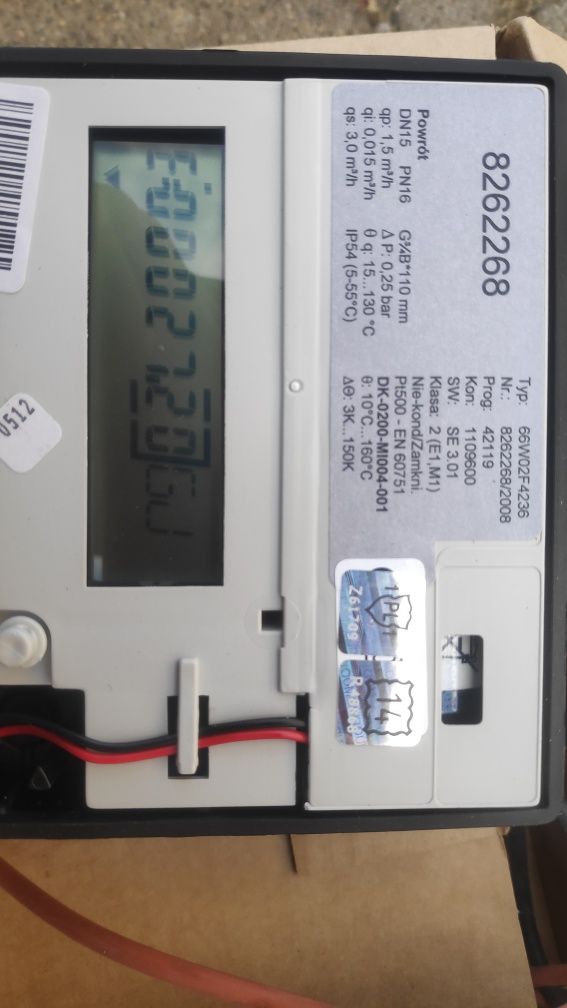 8262268
Powrót
DN15 PN16 G¾B*110 mm
qp: 1,5 m³/h Δ P: 0,25 bar
qi: 0,015 m³/h θ q: 15...130 °C
qs: 3,0 m³/h IP54 (5-55°C)
Typ: 66W02F4236
Nr.: 8262268/2008
Prog: 42119
Kon: 1109600
SW: SE 3.01
Klasa: 2 (E1,M1)
Nie-kond/Zamkni.
Pt500 - EN 60751
DK-0200-MI004-001
θ: 10°C...160°C
Δθ: 3K...150K
GJ
14
Z61709
0512